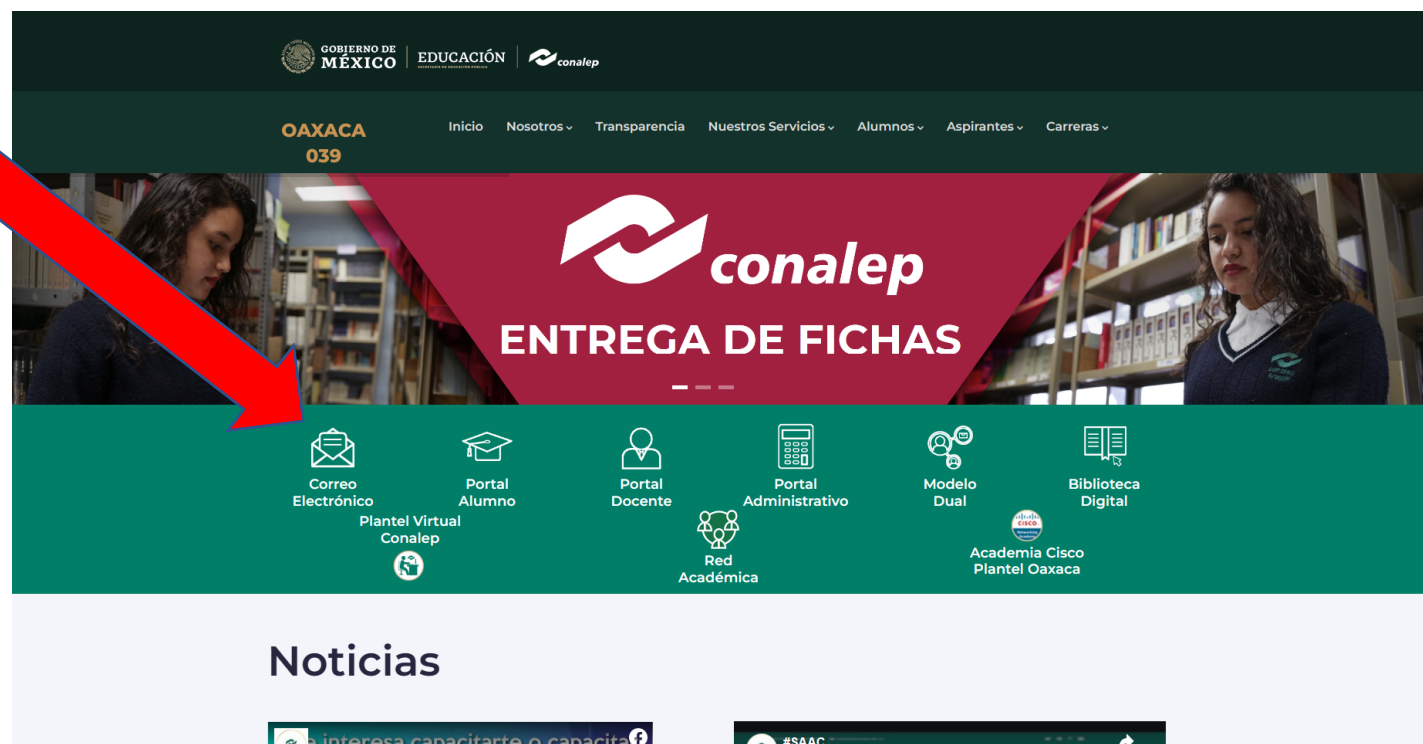 GOBIERNO DE
MÉXICO
EDUCACIÓN
SECRETARÍA DE EDUCACIÓN PÚBLICA
conalep
OAXACA
039
Inicio
Nosotros
Transparencia
Nuestros Servicios
Alumnos
Aspirantes
Carreras
conalep
ENTREGA DE FICHAS
Correo
Electrónico
Portal
Alumno
Portal
Docente
Portal
Administrativo
Modelo
Dual
Biblioteca
Digital
Plantel Virtual
Conalep
Red
Académica
CISCO
Academia Cisco
Plantel Oaxaca
Noticias
interesa capacitarte o capacita
#SAAC